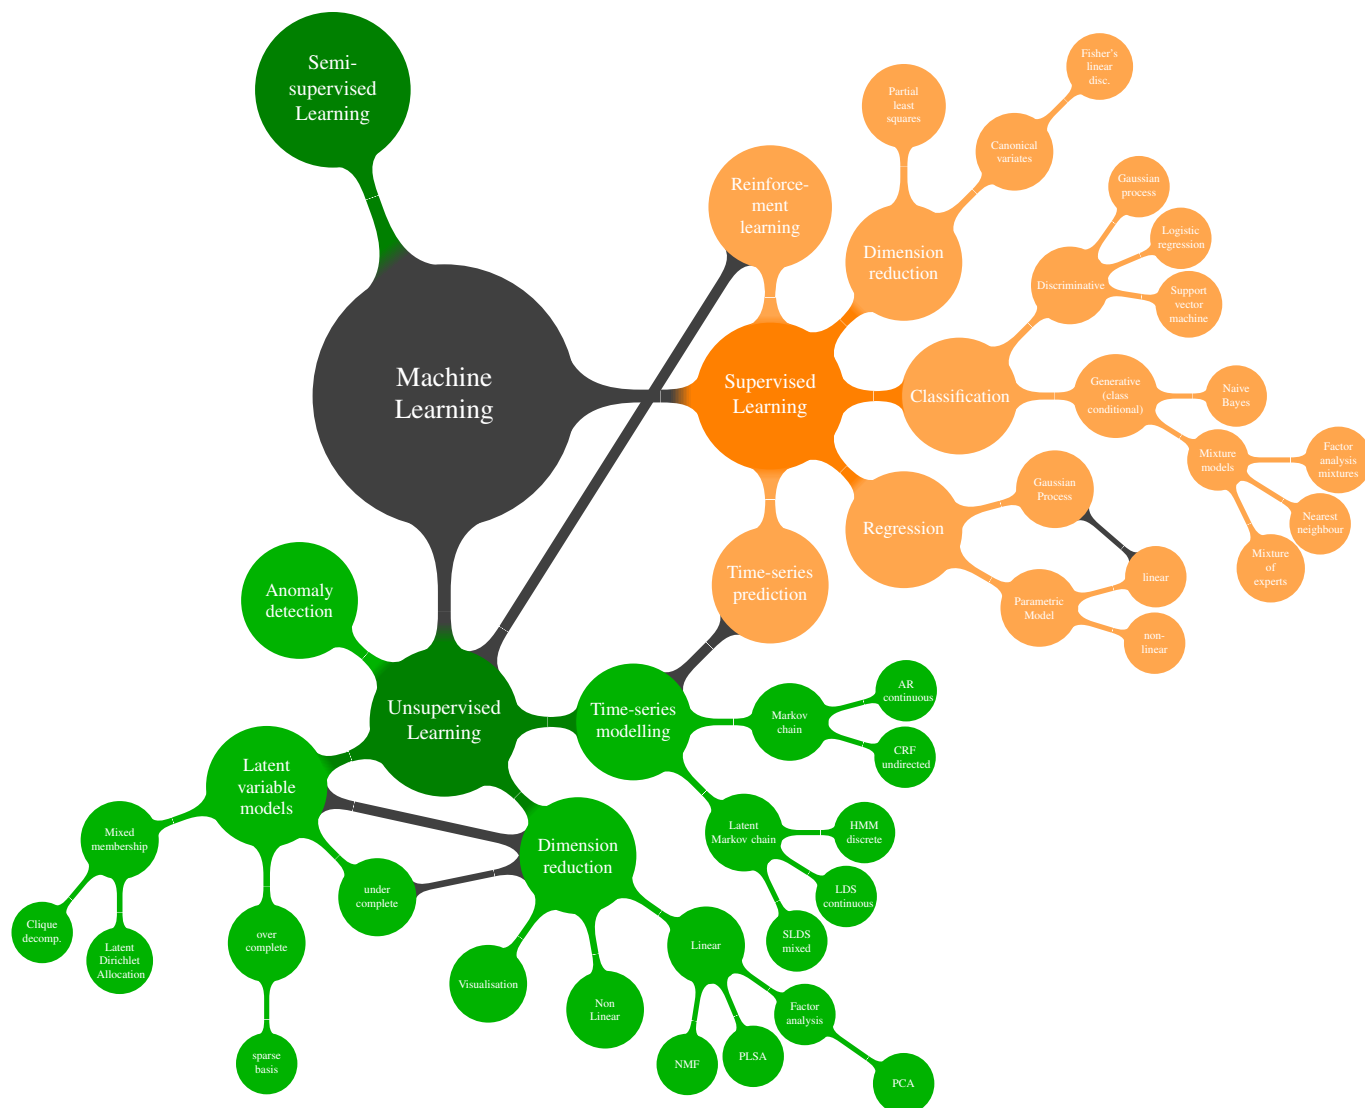 Semi-
supervised
Learning
Machine
Learning
Reinforce-
ment
learning
Partial
least
squares
Fisher's
linear
disc.
Canonical
variates
Dimension
reduction
Supervised
Learning
Gaussian
process
Logistic
regression
Discriminative
Support
vector
machine
Classification
Generative
(class
conditional)
Naive
Bayes
Mixture
models
Factor
analysis
mixtures
Nearest
neighbour
Mixture
of
experts
Regression
Gaussian
Process
linear
Parametric
Model
non-
linear
Time-series
prediction
Anomaly
detection
Unsupervised
Learning
Time-series
modelling
Markov
chain
AR
continuous
CRF
undirected
Latent
Markov chain
HMM
discrete
LDS
continuous
SLDS
mixed
Latent
variable
models
Mixed
membership
Clique
decomp.
Latent
Dirichlet
Allocation
over
complete
sparse
basis
under
complete
Dimension
reduction
Visualisation
Non
Linear
Linear
NMF
PLSA
Factor
analysis
PCA